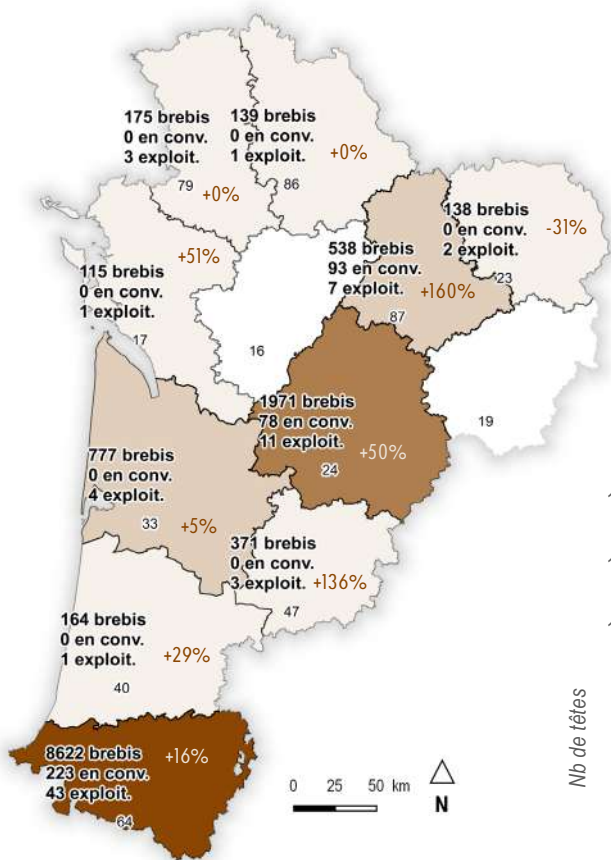 175 brebis
0 en conv.
3 exploit.
79
+0%
139 brebis
0 en conv.
1 exploit.
86
+0%
138 brebis
0 en conv.
2 exploit.
23
-31%
538 brebis
93 en conv.
7 exploit.
87
+160%
115 brebis
0 en conv.
1 exploit.
17
+51%
16
19
1971 brebis
78 en conv.
11 exploit.
24
+50%
777 brebis
0 en conv.
4 exploit.
33
+5%
371 brebis
0 en conv.
3 exploit.
47
+136%
164 brebis
0 en conv.
1 exploit.
40
+29%
8622 brebis
223 en conv.
43 exploit.
64
+16%
0 25 50 km
N
Nb de têtes